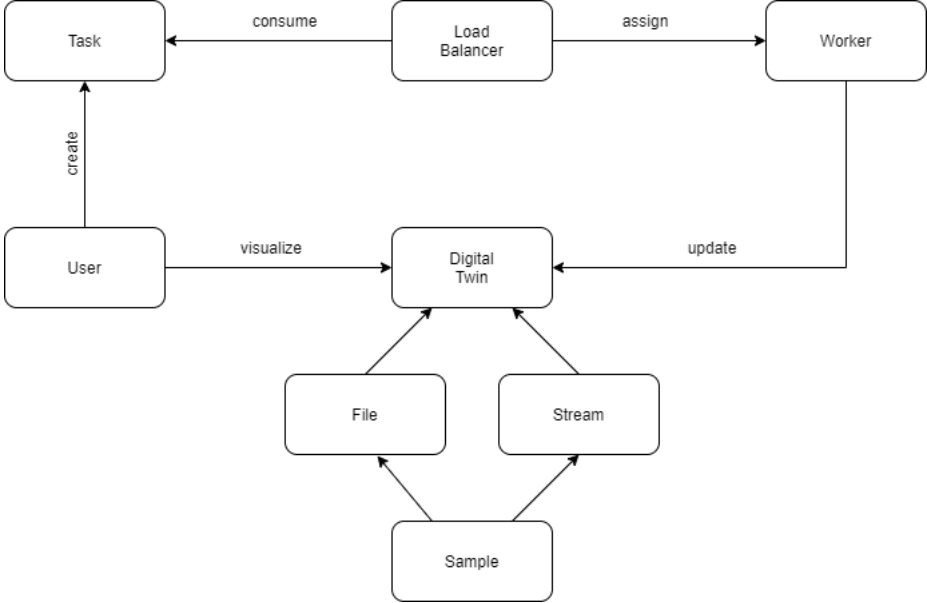 consume
assign
Task
Load
Balancer
Worker
create
visualize
update
User
Digital
Twin
File
Stream
Sample